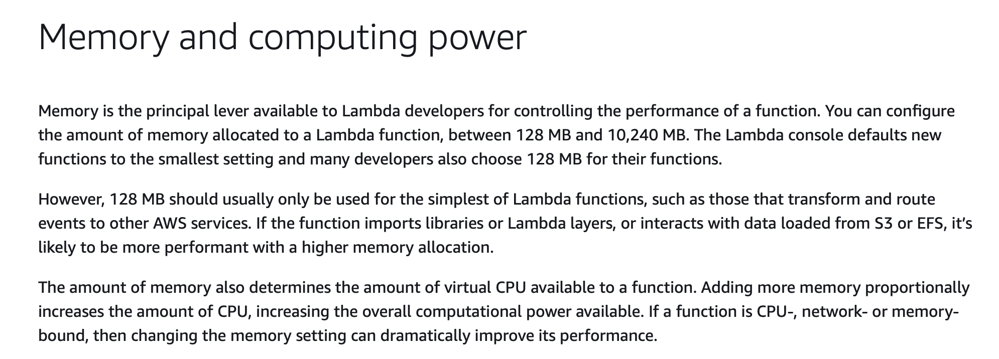 Memory and computing power
Memory is the principal lever available to Lambda developers for controlling the performance of a function. You can configure
the amount of memory allocated to a Lambda function, between 128 MB and 10,240 MB. The Lambda console defaults new
functions to the smallest setting and many developers also choose 128 MB for their functions.
However, 128 MB should usually only be used for the simplest of Lambda functions, such as those that transform and route
events to other AWS services. If the function imports libraries or Lambda layers, or interacts with data loaded from S3 or EFS, it’s
likely to be more performant with a higher memory allocation.
The amount of memory also determines the amount of virtual CPU available to a function. Adding more memory proportionally
increases the amount of CPU, increasing the overall computational power available. If a function is CPU-, network- or memory-
bound, then changing the memory setting can dramatically improve its performance.